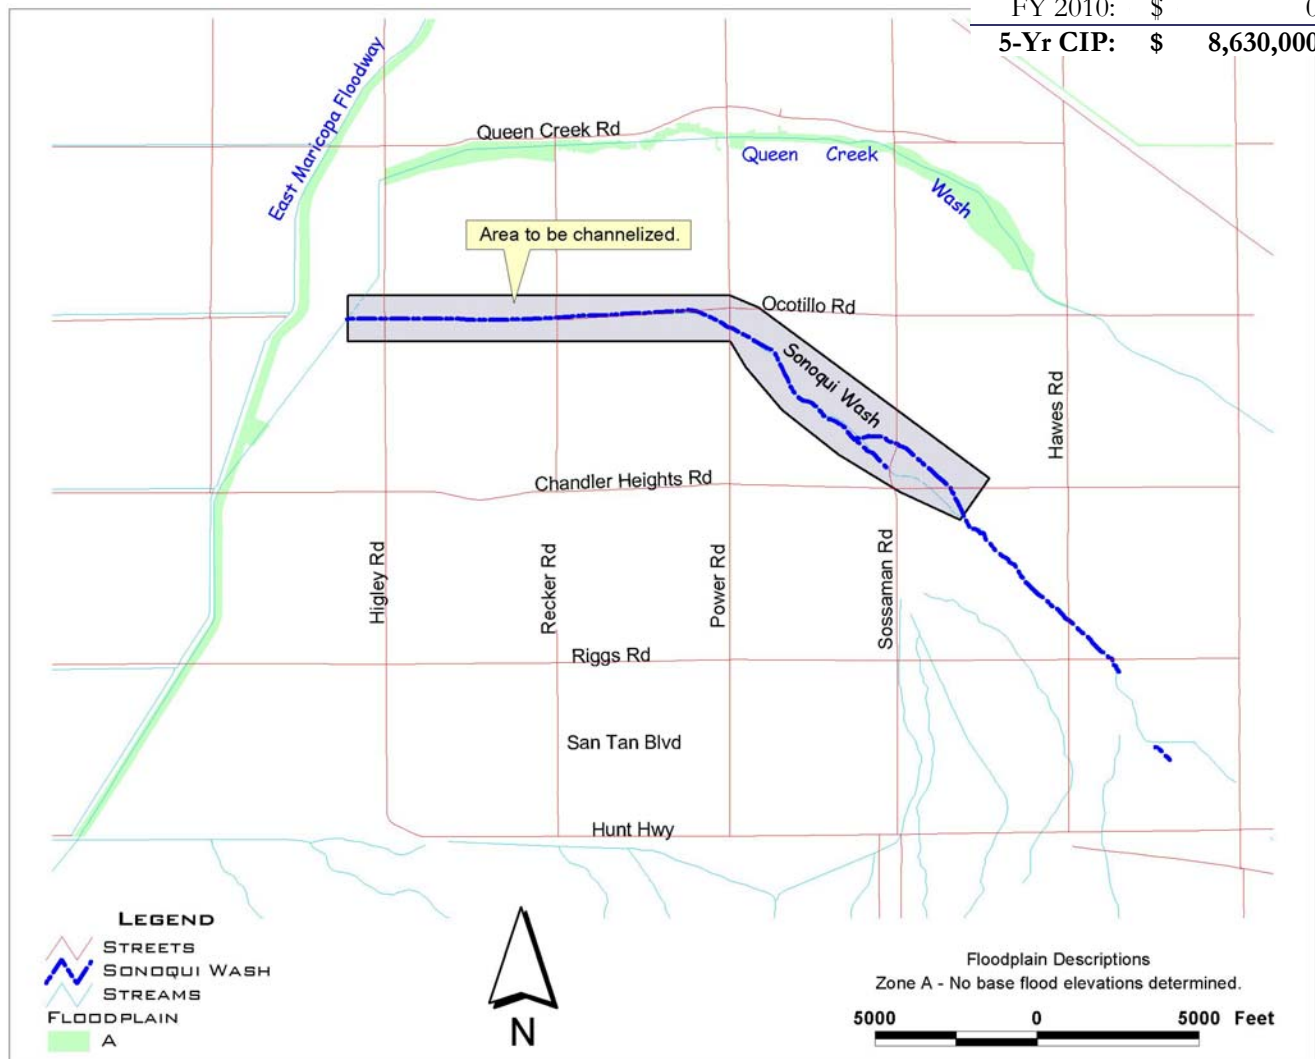 FY 2010: $ 0
5-Yr CIP: $ 8,630,000
East Maricopa Floodway
Queen Creek Rd
Queen Creek
Wash
Area to be channelized.
Ocotillo Rd
Sonoqui Wash
Hawes Rd
Chandler Heights Rd
Higley Rd
Recker Rd
Power Rd
Sossaman Rd
Riggs Rd
San Tan Blvd
Hunt Hwy
LEGEND
STREETS
SONOQUI WASH
STREAMS
FLOODPLAIN
A
N
Floodplain Descriptions
Zone A - No base flood elevations determined.
5000 0 5000 Feet